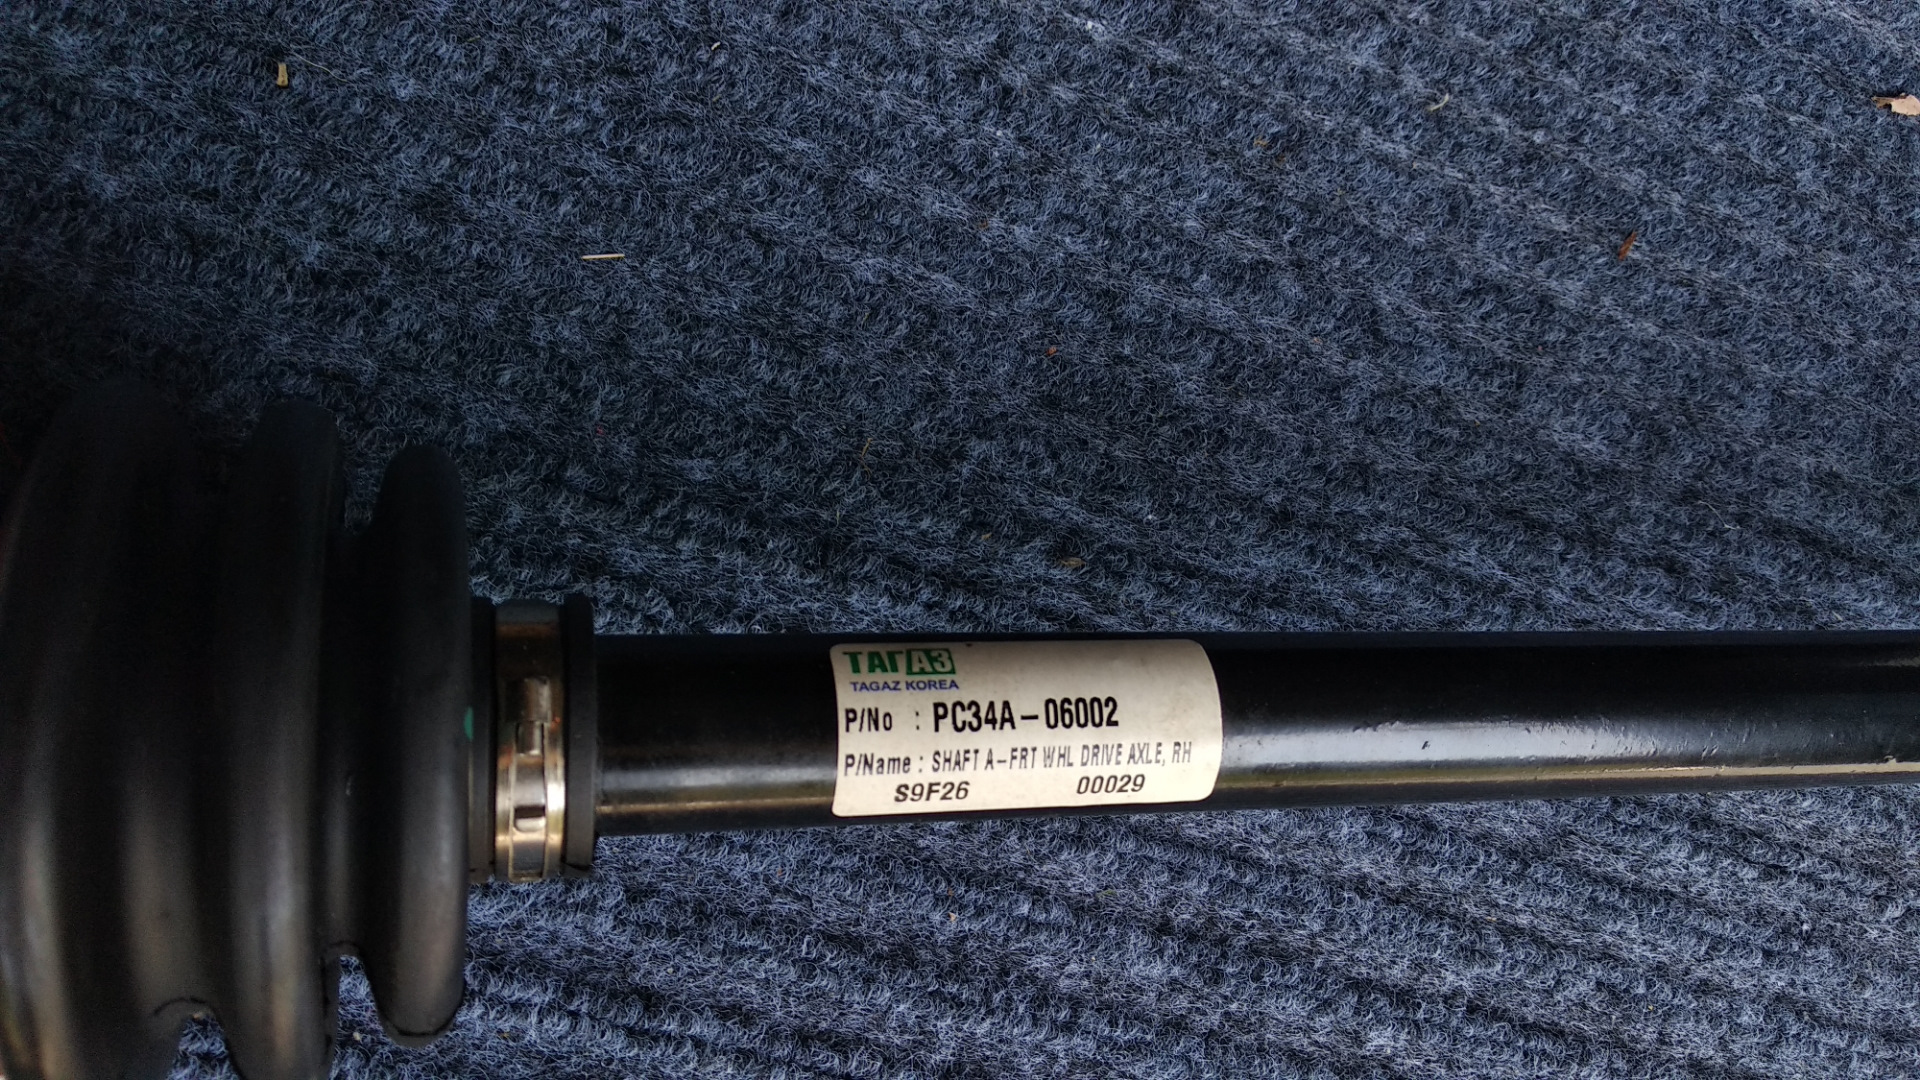 ТАГАЗ
TAGAZ KOREA
P/No : PC34A-06002
P/Name : SHAFT A-FRT WHL DRIVE AXLE, RH
S9F26 00029